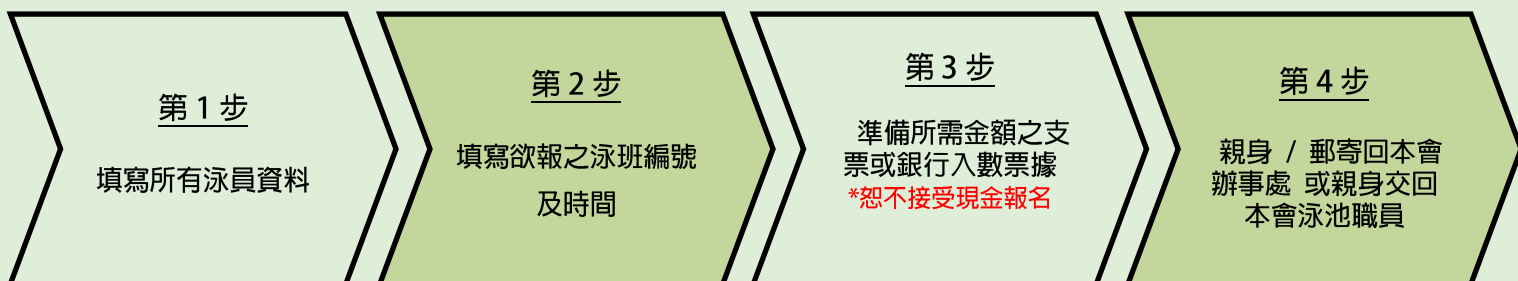 第 1 步
填寫所有泳員資料
第 2 步
填寫欲報之泳班編號
及時間
第 3 步
準備所需金額之支
票或銀行入數票據
*恕不接受現金報名
第 4 步
親身 / 郵寄回本會
辦事處 或親身交回
本會泳池職員